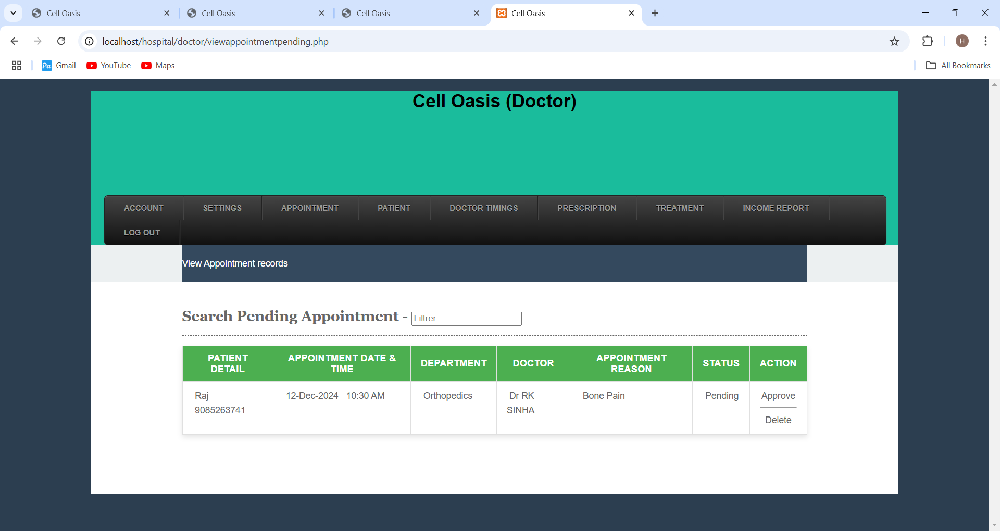 Cell Oasis
Cell Oasis
Cell Oasis
Cell Oasis
localhost/hospital/doctor/viewappointmentpending.php
H
Pa Gmail
YouTube
Maps
All Bookmarks
Cell Oasis (Doctor)
ACCOUNT SETTINGS APPOINTMENT PATIENT DOCTOR TIMINGS PRESCRIPTION TREATMENT INCOME REPORT
LOG OUT
View Appointment records
Search Pending Appointment - Filtrer
PATIENT DETAIL
APPOINTMENT DATE & TIME
DEPARTMENT
DOCTOR
APPOINTMENT REASON
STATUS
ACTION
Raj
9085263741
12-Dec-2024 10:30 AM
Orthopedics
Dr RK
SINHA
Bone Pain
Pending
Approve
Delete